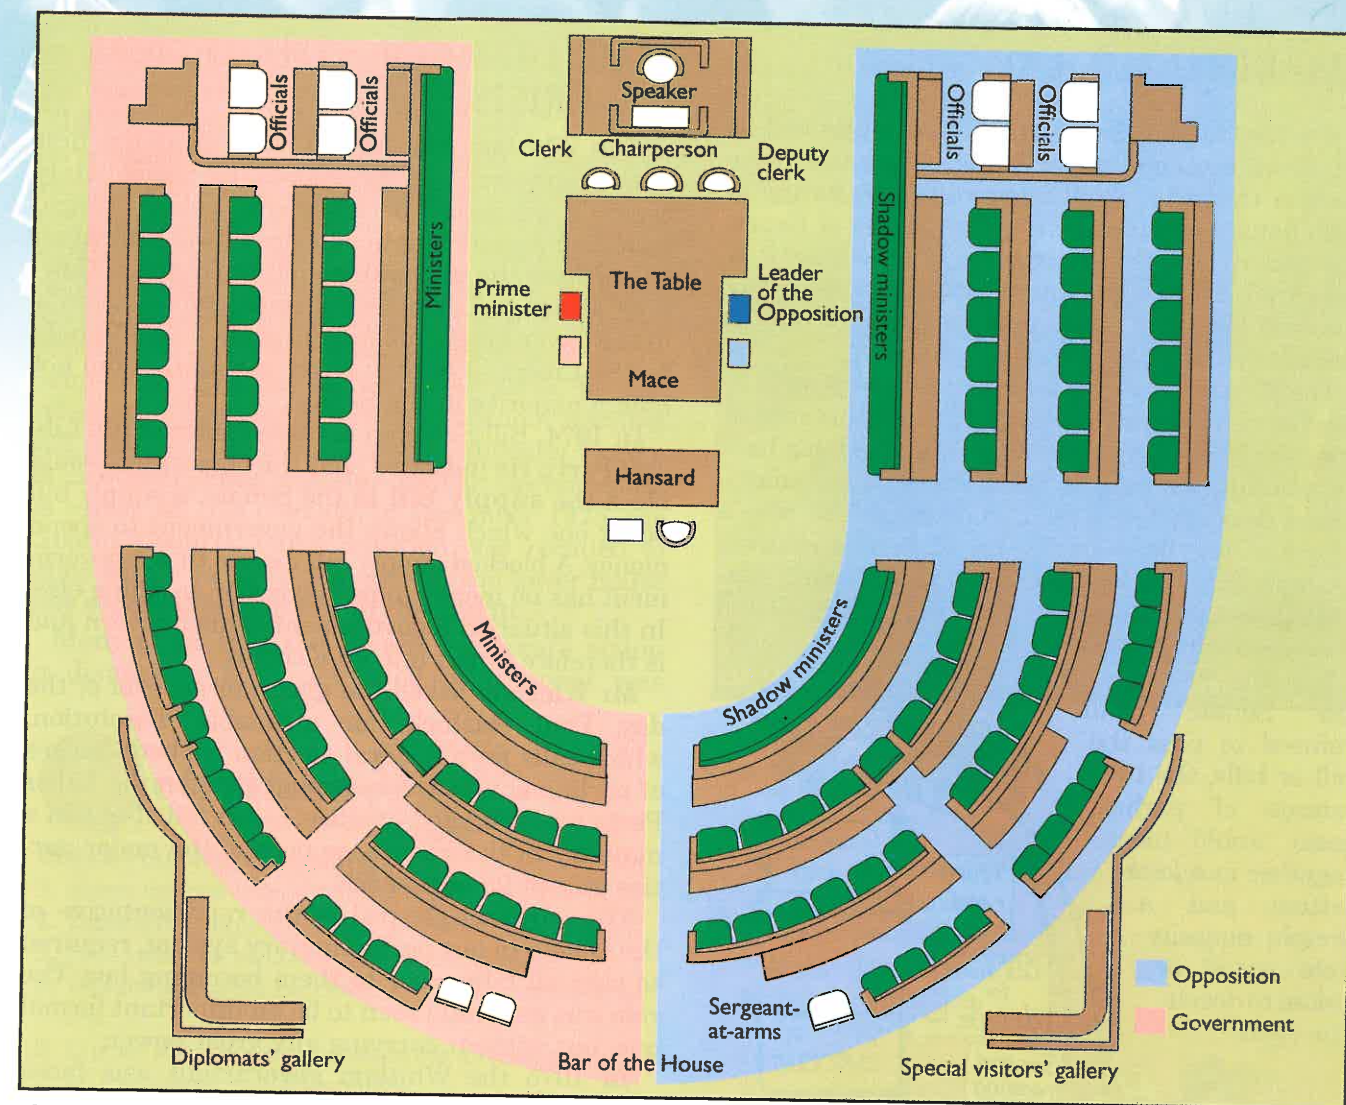 Officials
Officials
Speaker
Officials
Officials
Clerk
Chairperson
Deputy
clerk
Ministers
Shadow ministers
The Table
Prime
minister
Leader
of the
Opposition
Mace
Hansard
Ministers
Shadow ministers
Sergeant-
at-arms
Opposition
Government
Diplomats' gallery
Bar of the House
Special visitors' gallery